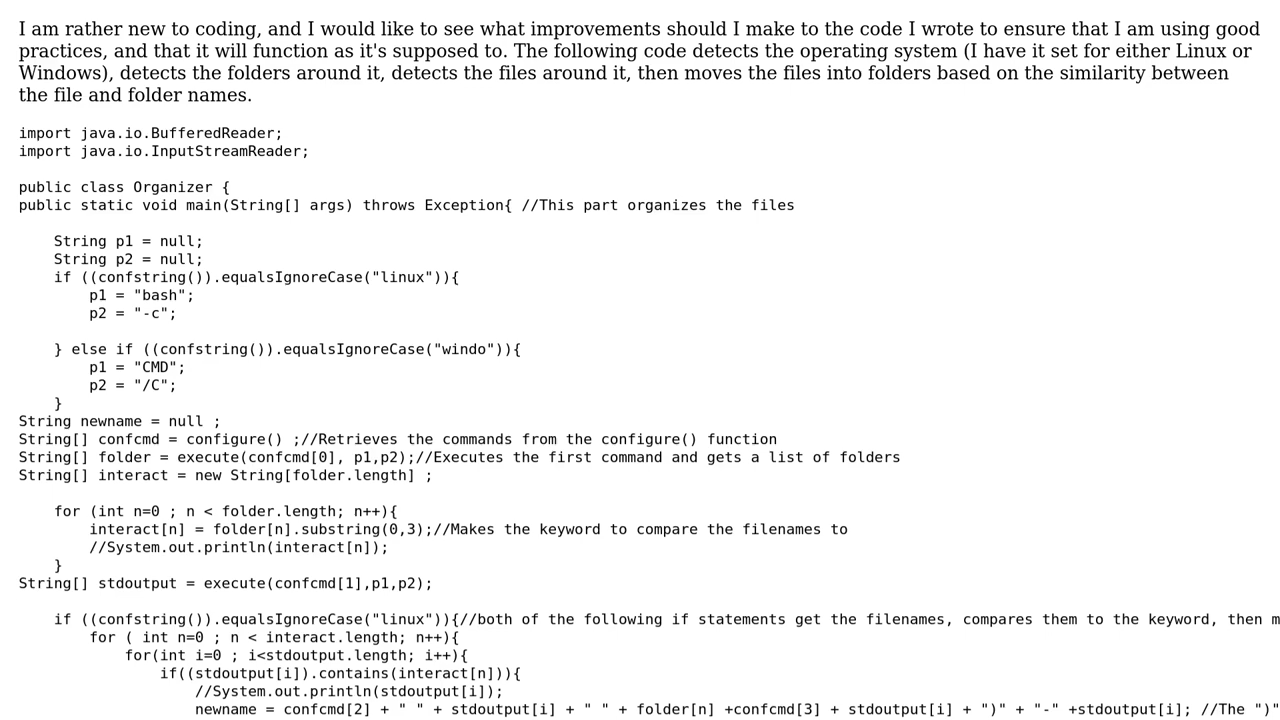 I am rather new to coding, and I would like to see what improvements should I make to the code I wrote to ensure that I am using good
practices, and that it will function as it's supposed to. The following code detects the operating system (I have it set for either Linux or
Windows), detects the folders around it, detects the files around it, then moves the files into folders based on the similarity between
the file and folder names.
import java.io.BufferedReader;
import java.io.InputStreamReader;
public class Organizer {
public static void main(String[] args) throws Exception{ //This part organizes the files
String p1 = null;
String p2 = null;
if ((confstring()).equalsIgnoreCase("linux")){
p1 = "bash";
p2 = "-c";
} else if ((confstring()).equalsIgnoreCase("windo")){
p1 = "CMD";
p2 = "/C";
}
String newname = null ;
String[] confcmd = configure() ;//Retrieves the commands from the configure() function
String[] folder = execute(confcmd[0], p1,p2);//Executes the first command and gets a list of folders
String[] interact = new String[folder.length] ;
for (int n=0 ; n < folder.length; n++){
interact[n] = folder[n].substring(0,3);//Makes the keyword to compare the filenames to
//System.out.println(interact[n]);
}
String[] stdoutput = execute(confcmd[1],p1,p2);
if ((confstring()).equalsIgnoreCase("linux")){//both of the following if statements get the filenames, compares them to the keyword, then m
for ( int n=0 ; n < interact.length; n++){
for(int i=0 ; i<stdoutput.length; i++){
if((stdoutput[i]).contains(interact[n])){
//System.out.println(stdoutput[i]);
newname = confcmd[2] + " " + stdoutput[i] + " " + folder[n] +confcmd[3] + stdoutput[i] + ")" + "-" +stdoutput[i]; //The ")"